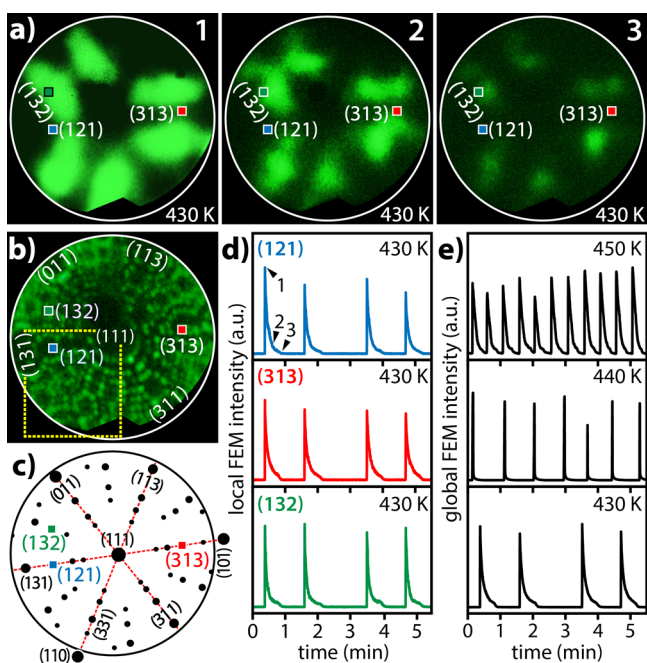 a)
1
2
3
(132)
(121)
(313)
430 K
(132)
(121)
(313)
430 K
(132)
(121)
(313)
430 K
b)
(011)
(113)
(132)
(111)
(313)
(131)
(121)
(311)
c)
(011)
(113)
(132)
(111)
(313)
(101)
(131)
(121)
(331)
(311)
(110)
d)
local FEM intensity (a.u.)
(121)
430 K
1
2
3
(313)
430 K
(132)
430 K
0 1 2 3 4 5
time (min)
e)
global FEM intensity (a.u.)
450 K
440 K
430 K
0 1 2 3 4 5
time (min)